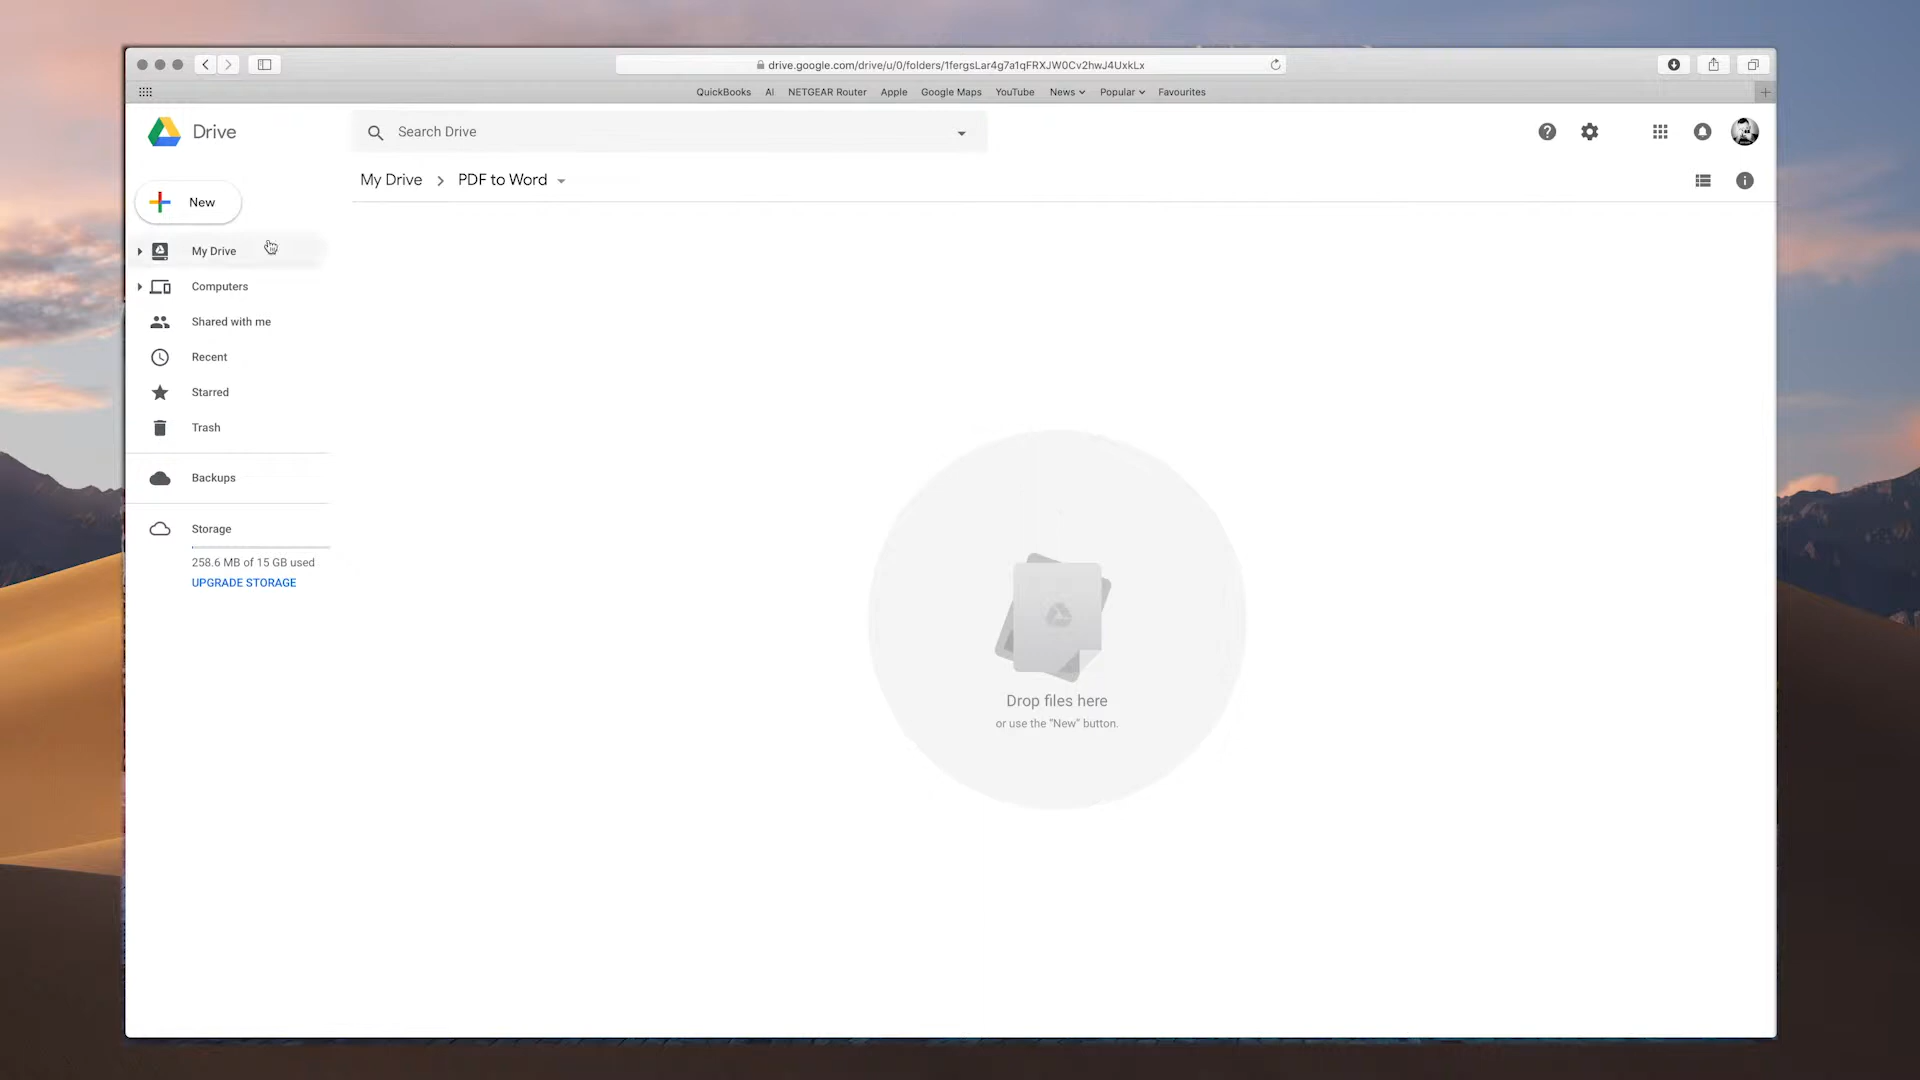 drive.google.com/drive/u/0/folders/1fergsLar4g7a1qFRXJW0Cv2hwJ4UxkLx
QuickBooks AI NETGEAR Router Apple Google Maps YouTube News Popular Favourites
Drive
Search Drive
My Drive > PDF to Word
New
My Drive
Computers
Shared with me
Recent
Starred
Trash
Backups
Storage
258.6 MB of 15 GB used
UPGRADE STORAGE
Drop files here
or use the "New" button.